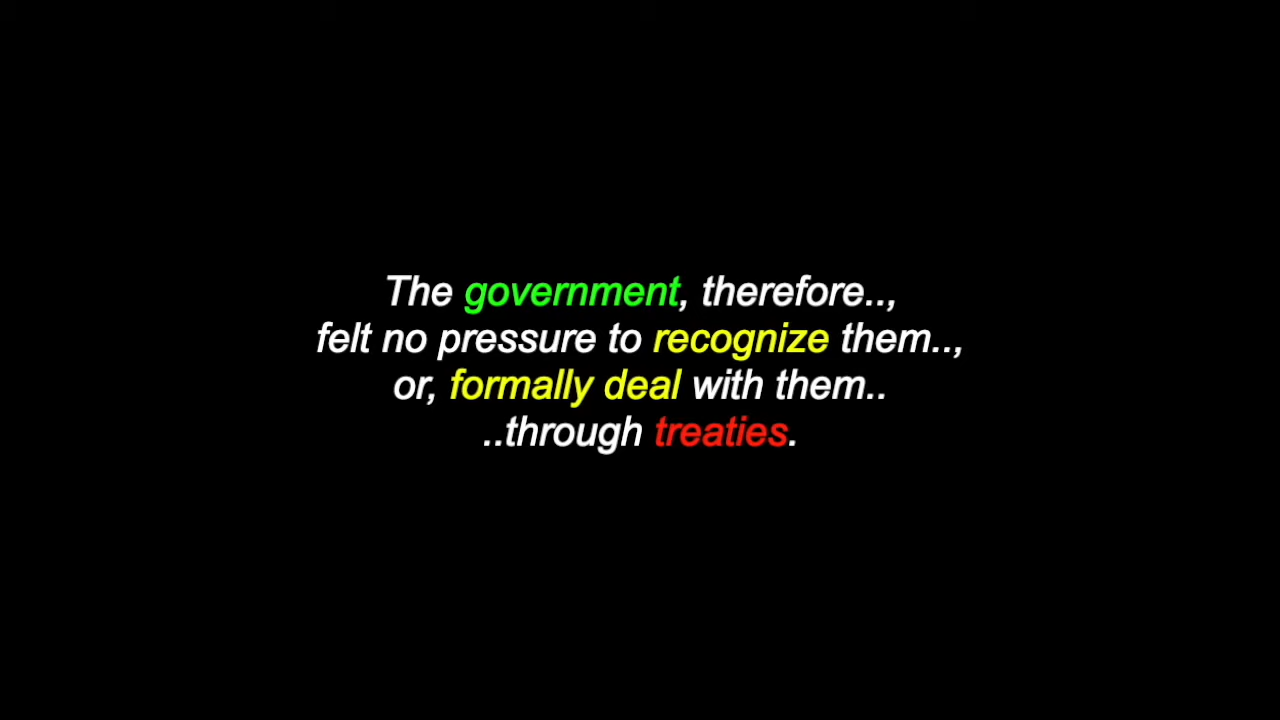 The government, therefore..,
felt no pressure to recognize them..,
or, formally deal with them..
..through treaties.